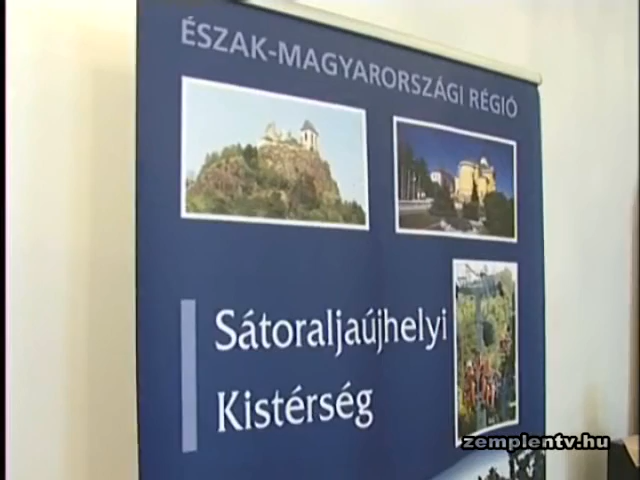 ÉSZAK-MAGYARORSZÁGI RÉGIÓ
Sátoraljaújhelyi
Kistérség
zemplentv.hu